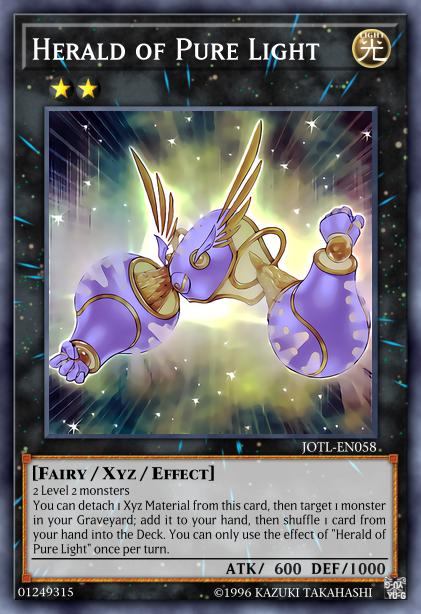 HERALD OF PURE LIGHT
LIGHT
光
JOTL-EN058
[FAIRY / XYZ / EFFECT]
2 Level 2 monsters
You can detach 1 Xyz Material from this card, then target 1 monster
in your Graveyard; add it to your hand, then shuffle 1 card from
your hand into the Deck. You can only use the effect of "Herald
of Pure Light" once per turn.
ATK/ 600 DEF/1000
01249315
©1996 KAZUKI TAKAHASHI